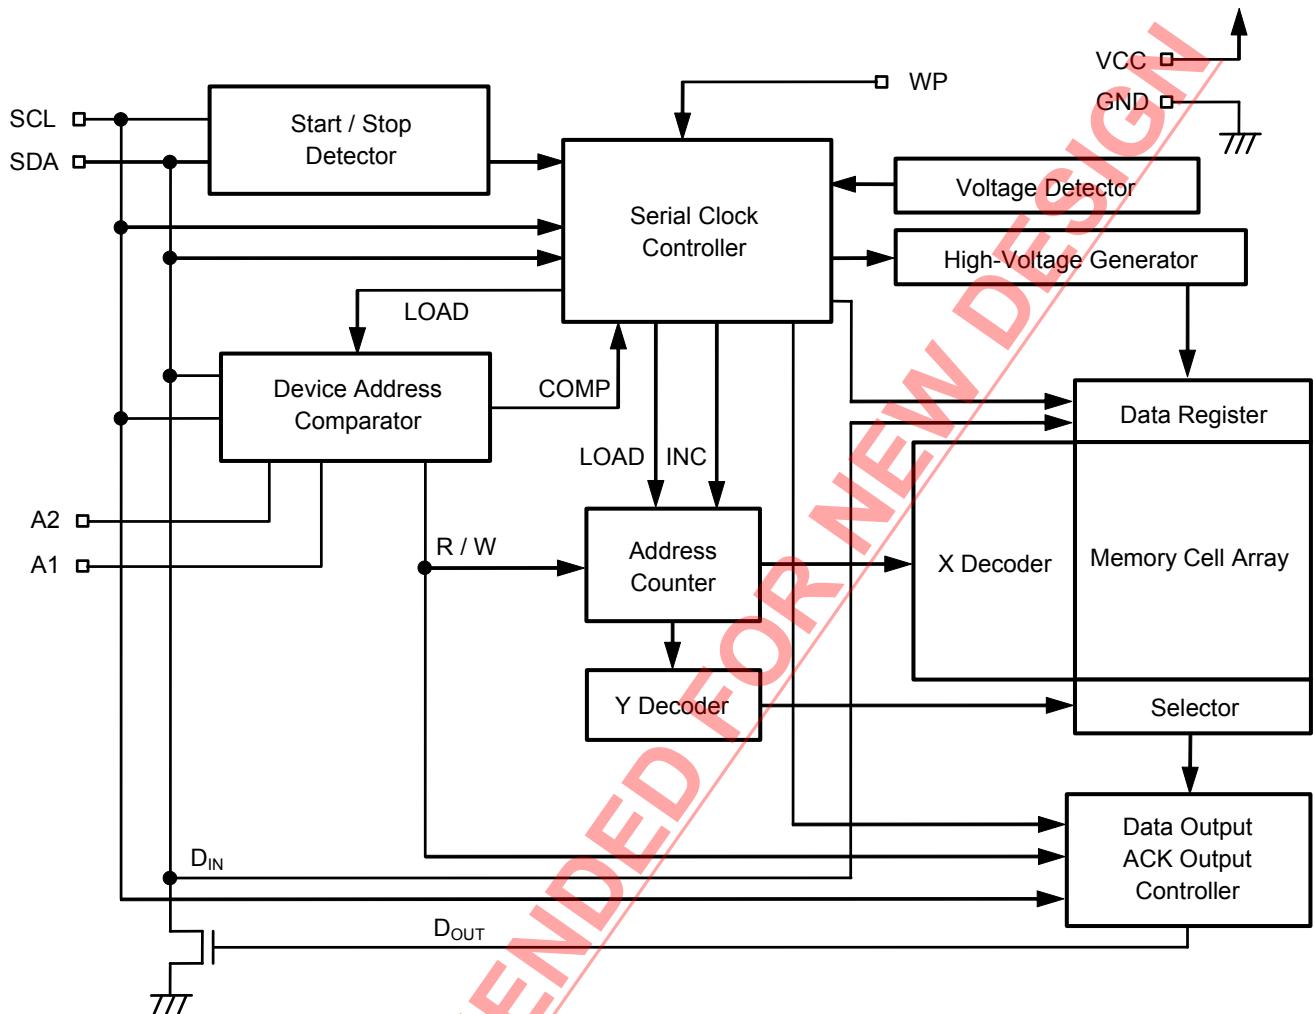 WP
VCC
GND
SCL
SDA
Start / Stop
Detector
Serial Clock
Controller
Voltage Detector
High-Voltage Generator
LOAD
COMP
Device Address
Comparator
Data Register
LOAD INC
A2
A1
R / W
Address
Counter
X Decoder
Memory Cell Array
Y Decoder
Selector
Data Output
ACK Output
Controller
DIN
DOUT
ENDED FOR NEW DESIGN